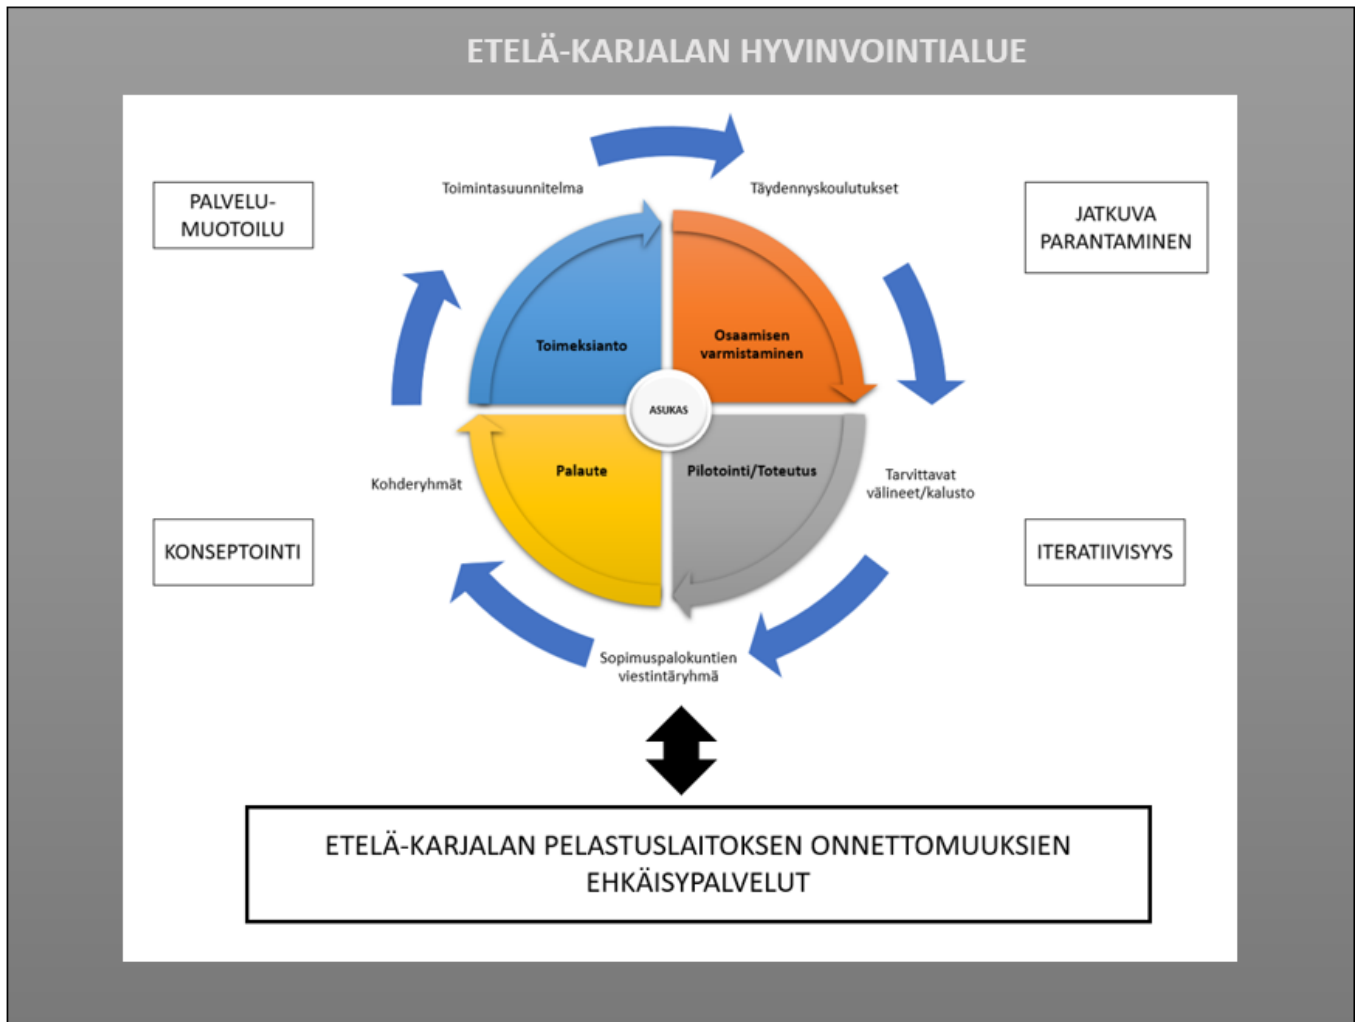 ETELÄ-KARJALAN HYVINVOINTIALUE
PALVELU-
MUOTOILU
Toimintasuunnitelma
Täydennyskoulutukset
JATKUVA
PARANTAMINEN
Toimeksianto
Osaamisen
varmistaminen
ASUKAS
Kohderyhmät
Palaute
Pilotointi/Toteutus
Tarvittavat
välineet/kalusto
KONSEPTOINTI
ITERATIIVISYYS
Sopimuspalokuntien
viestintäryhmä
ETELÄ-KARJALAN PELASTUSLAITOKSEN ONNETTOMUUKSIEN
EHKÄISYPALVELUT